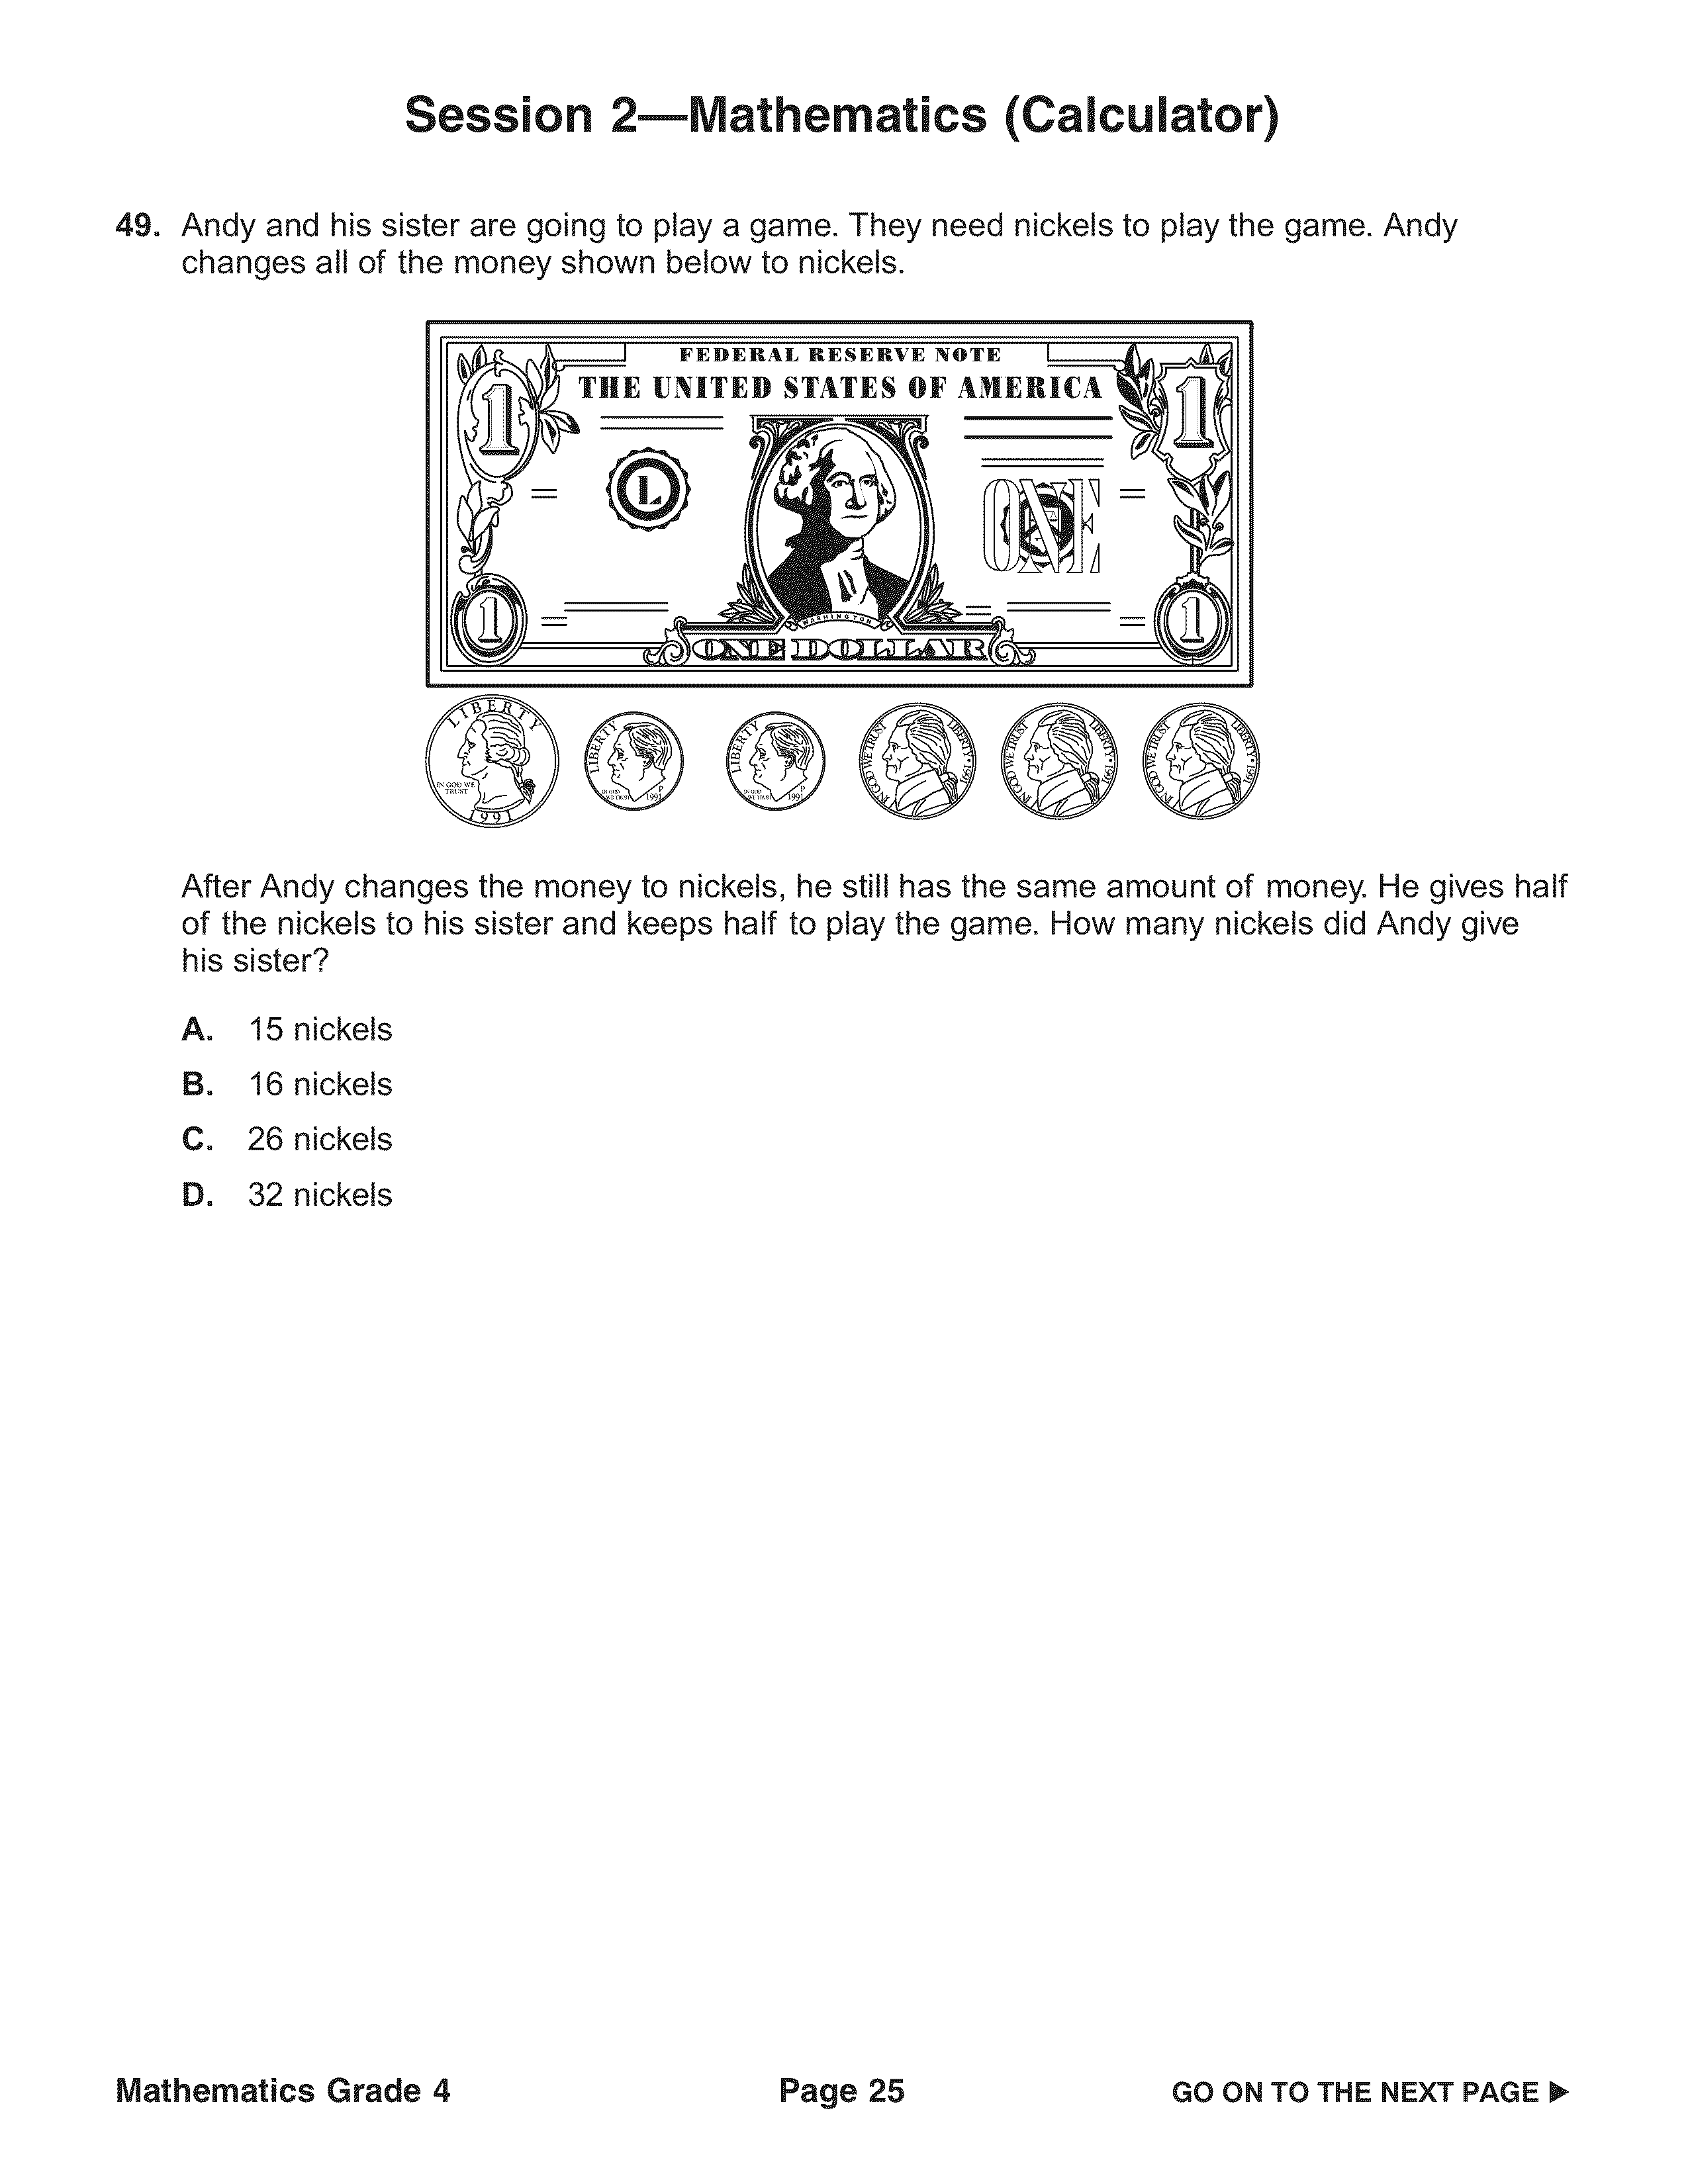 Session 2—Mathematics (Calculator)
49. Andy and his sister are going to play a game. They need nickels to play the game. Andy
changes all of the money shown below to nickels.
FEDERAL RESERVE NOTE
THE UNITED STATES OF AMERICA
1
1
L
ONE
1
WASHINGTON
1
ONE DOLLAR
LIBERTY
IN GOD WE
TRUST
1991
LIBERTY
IN GOD
WE TRUST
P
1991
LIBERTY
IN GOD
WE TRUST
P
1991
IN GOD WE TRUST
LIBERTY • 1991
IN GOD WE TRUST
LIBERTY • 1991
IN GOD WE TRUST
LIBERTY • 1991
After Andy changes the money to nickels, he still has the same amount of money. He gives half
of the nickels to his sister and keeps half to play the game. How many nickels did Andy give
his sister?
A. 15 nickels
B. 16 nickels
C. 26 nickels
D. 32 nickels
Mathematics Grade 4
Page 25
GO ON TO THE NEXT PAGE ▶